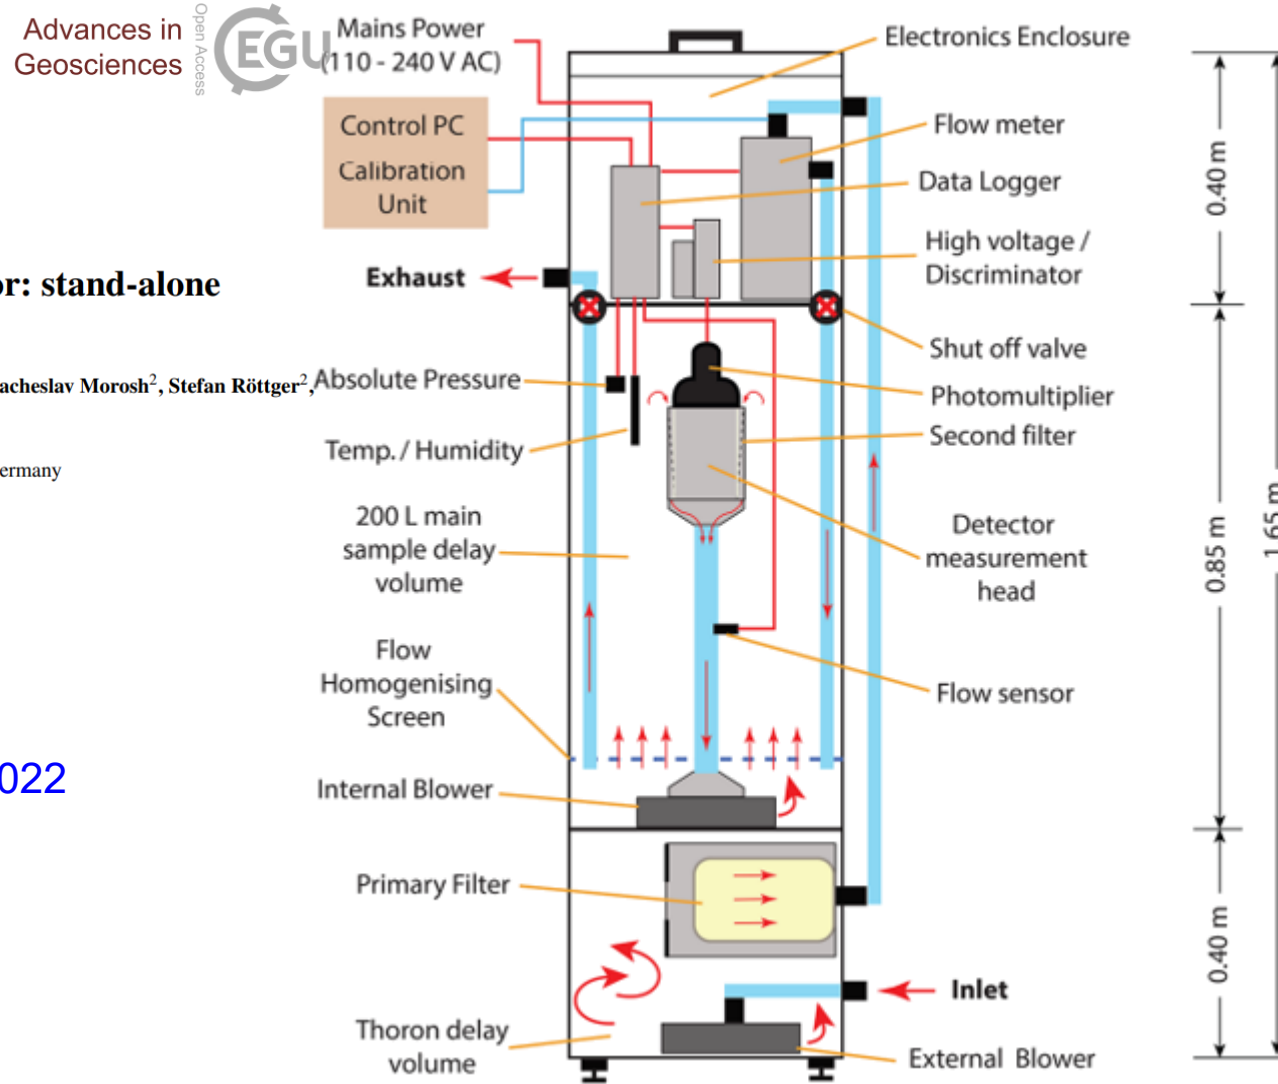 Advances in
Geosciences
Open Access
EGU
or: stand-alone
acheslav Morosh2, Stefan Röttger2,
ermany
022
Mains Power
(110 - 240 V AC)
Control PC
Calibration
Unit
Exhaust
Absolute Pressure
Temp. / Humidity
200 L main
sample delay
volume
Flow
Homogenising
Screen
Internal Blower
Primary Filter
Thoron delay
volume
Electronics Enclosure
Flow meter
Data Logger
High voltage /
Discriminator
Shut off valve
Photomultiplier
Second filter
Detector
measurement
head
Flow sensor
Inlet
External Blower
0.40 m
0.85 m
0.40 m
1.65 m